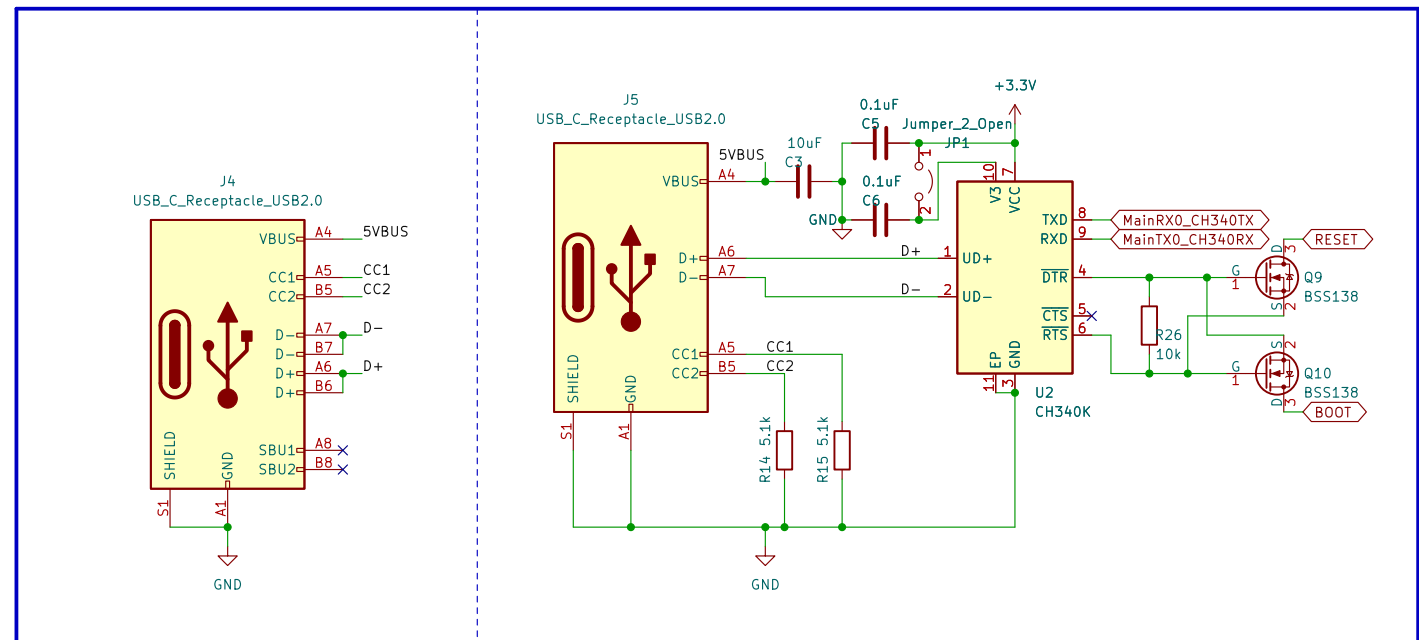 J4
USB_C_Receptacle_USB2.0
VBUS
A4
5VBUS
CC1
A5
CC1
CC2
B5
CC2
D-
A7
D-
D-
B7
D+
A6
D+
D+
B6
SBU1
A8
SBU2
B8
SHIELD
GND
S1
A1
GND
J5
USB_C_Receptacle_USB2.0
VBUS
A4
5VBUS
D+
A6
D-
A7
CC1
A5
CC1
CC2
B5
CC2
SHIELD
GND
S1
A1
10uF
C3
0.1uF
C5
0.1uF
C6
GND
Jumper_2_Open
JP1
1
2
+3.3V
R14 5.1k
R15 5.1k
GND
D+
D-
10
7
V3
VCC
1
UD+
2
UD-
TXD
8
MainRX0_CH340TX
RXD
9
MainTX0_CH340RX
DTR
4
CTS
5
RTS
6
EP
GND
11
3
U2
CH340K
R26
10k
RESET
D
3
G
1
S
2
Q9
BSS138
S
2
G
1
D
3
Q10
BSS138
BOOT